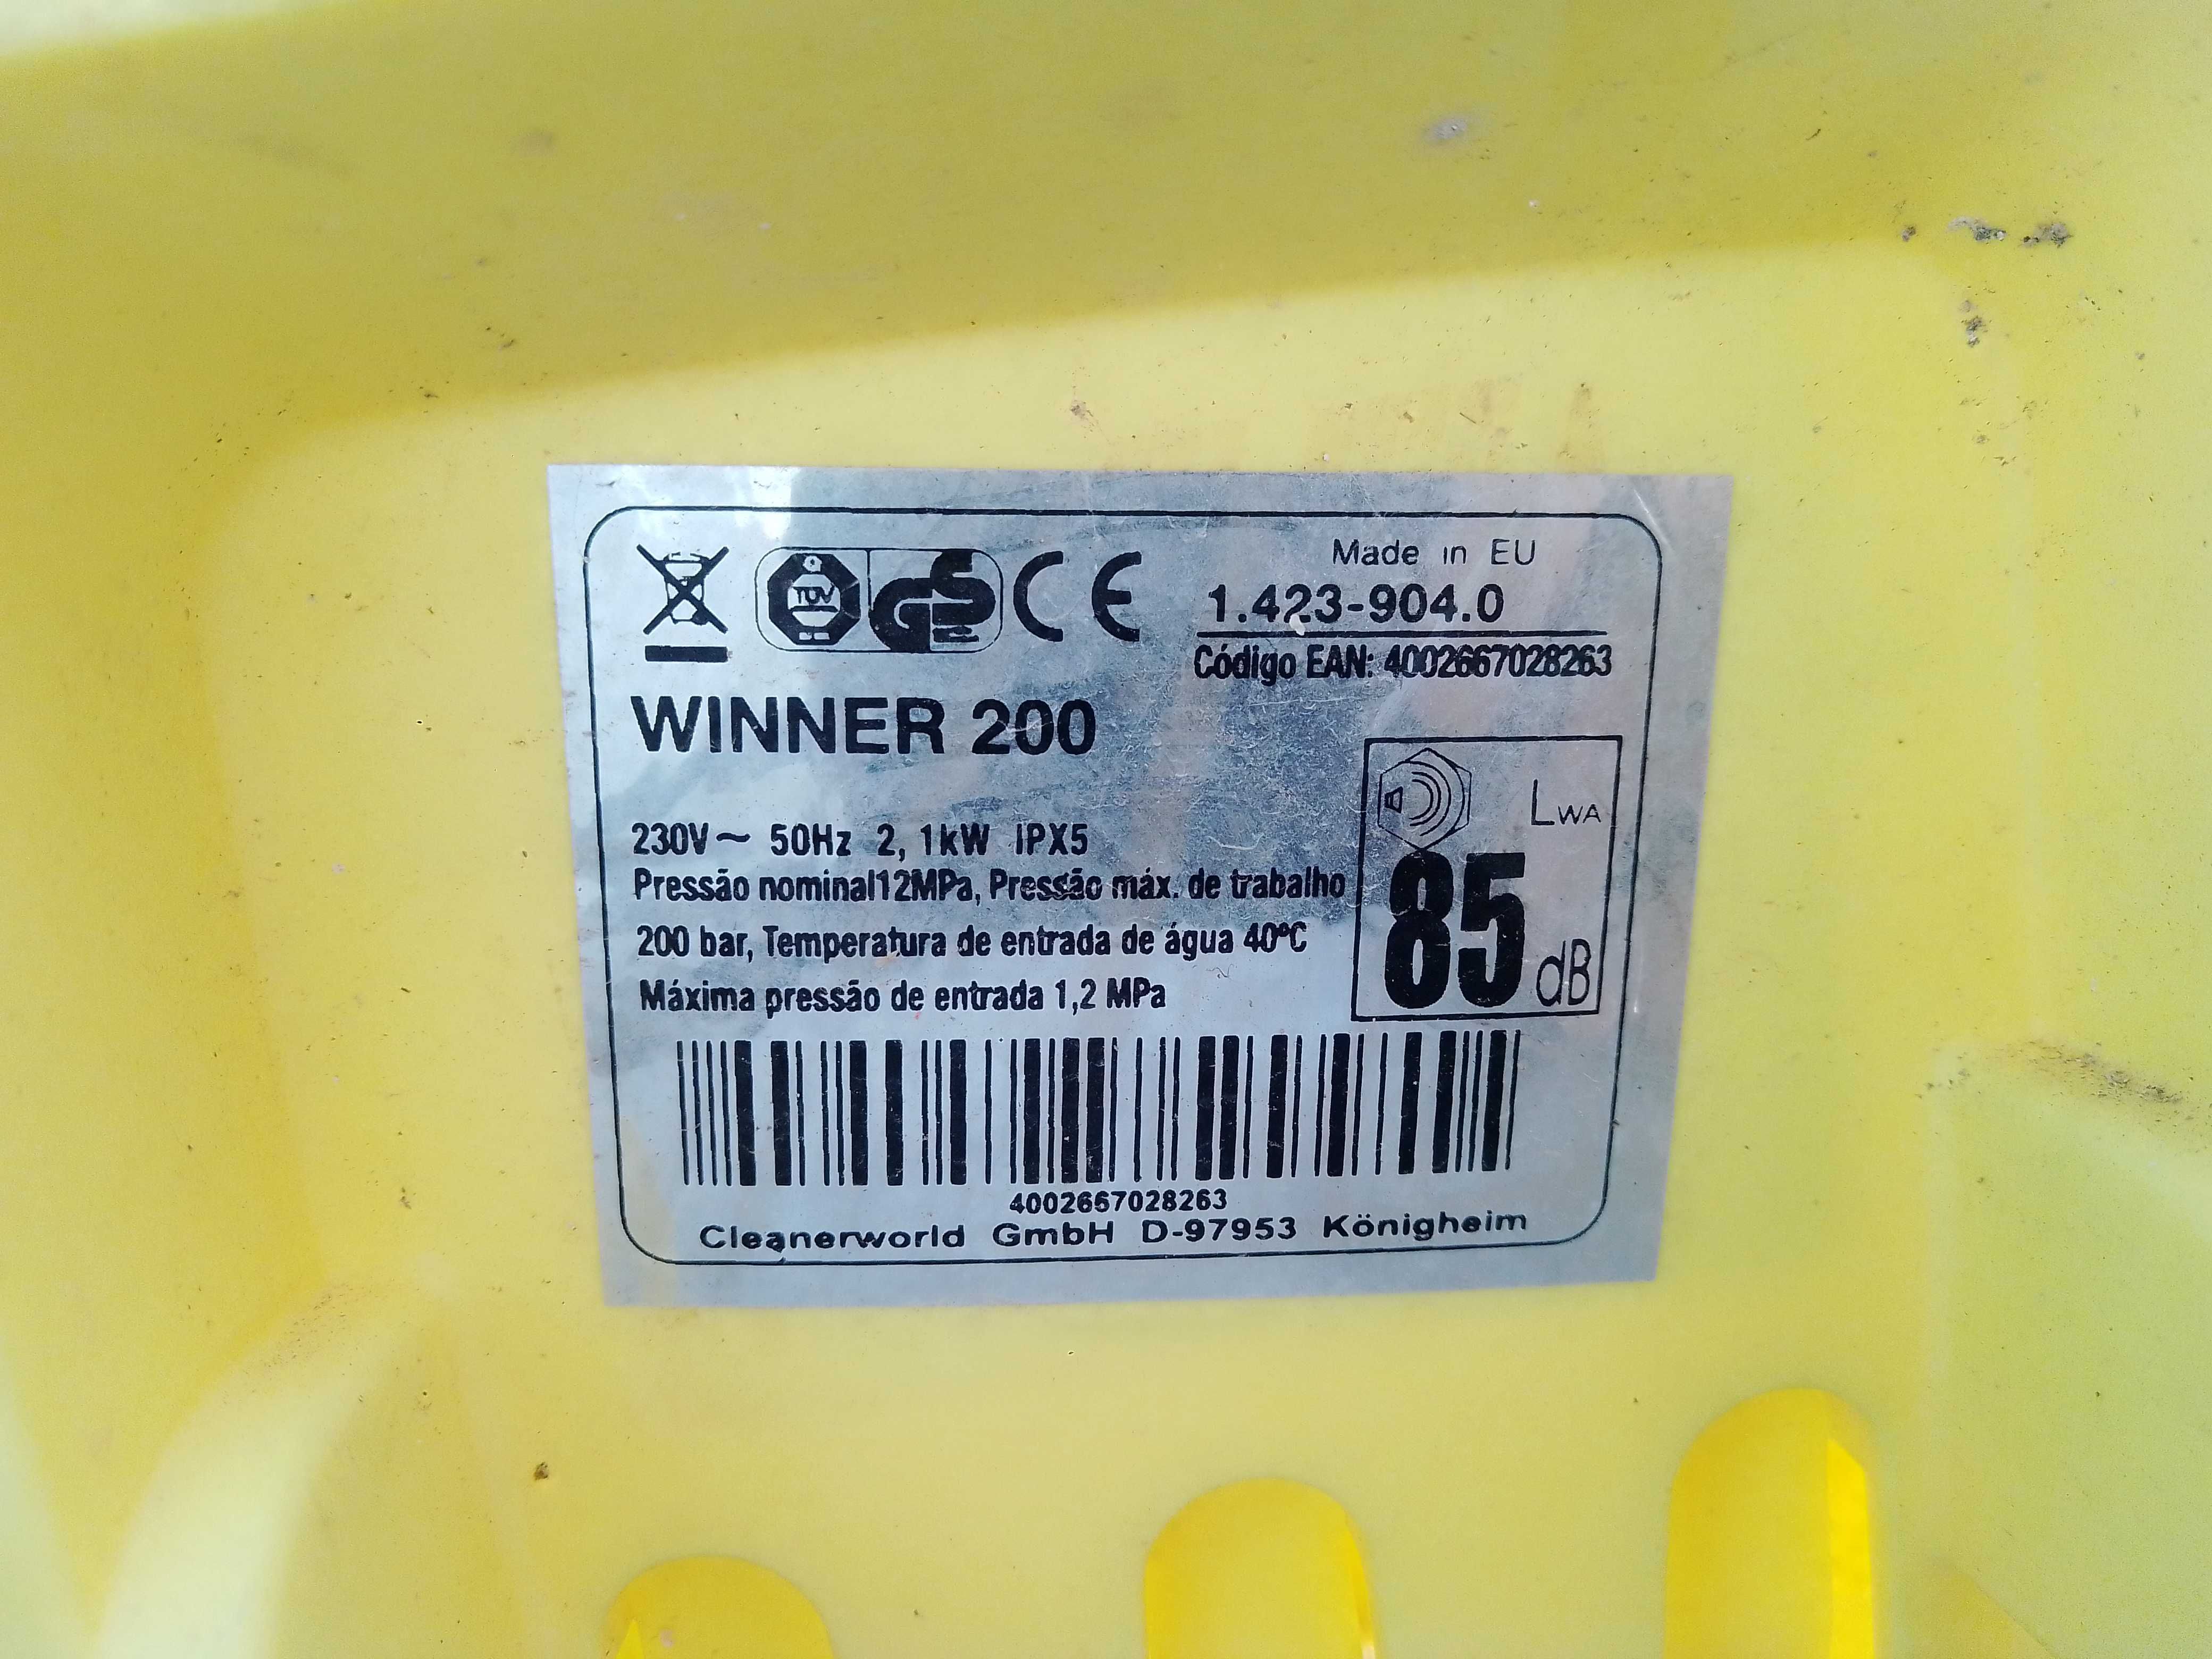 Made in EU
TÜV GS CE
1.423-904.0
Código EAN: 4002667028263
WINNER 200
LWA
230V~ 50Hz 2, 1kW IPX5
85 dB
Pressão nominal12MPa, Pressão máx. de trabalho
200 bar, Temperatura de entrada de água 40ºC
Máxima pressão de entrada 1,2 MPa
4002667028263
Cleanerworld GmbH D-97953 Königheim